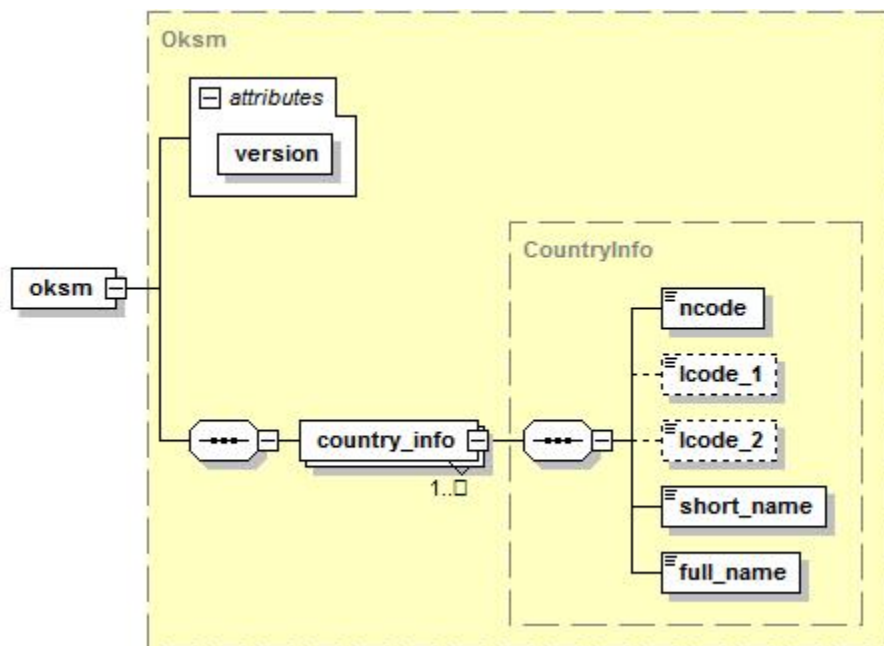 Oksm
attributes
version
CountryInfo
oksm
ncode
lcode_1
lcode_2
country_info
1..□
short_name
full_name